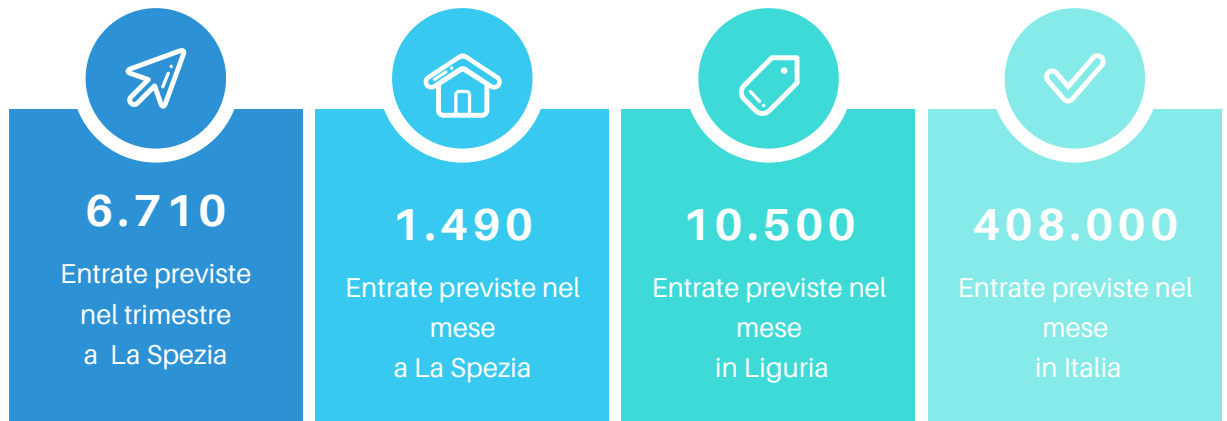 6.710
Entrate previste
nel trimestre
a La Spezia
1.490
Entrate previste nel
mese
a La Spezia
10.500
Entrate previste nel
mese
in Liguria
408.000
Entrate previste nel
mese
in Italia